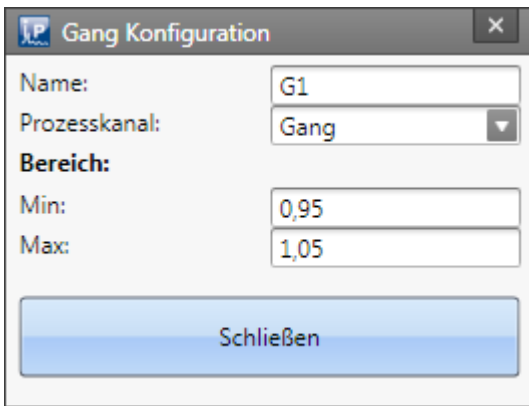 Gang Konfiguration
Name: G1
Prozesskanal: Gang
Bereich:
Min: 0,95
Max: 1,05
Schließen